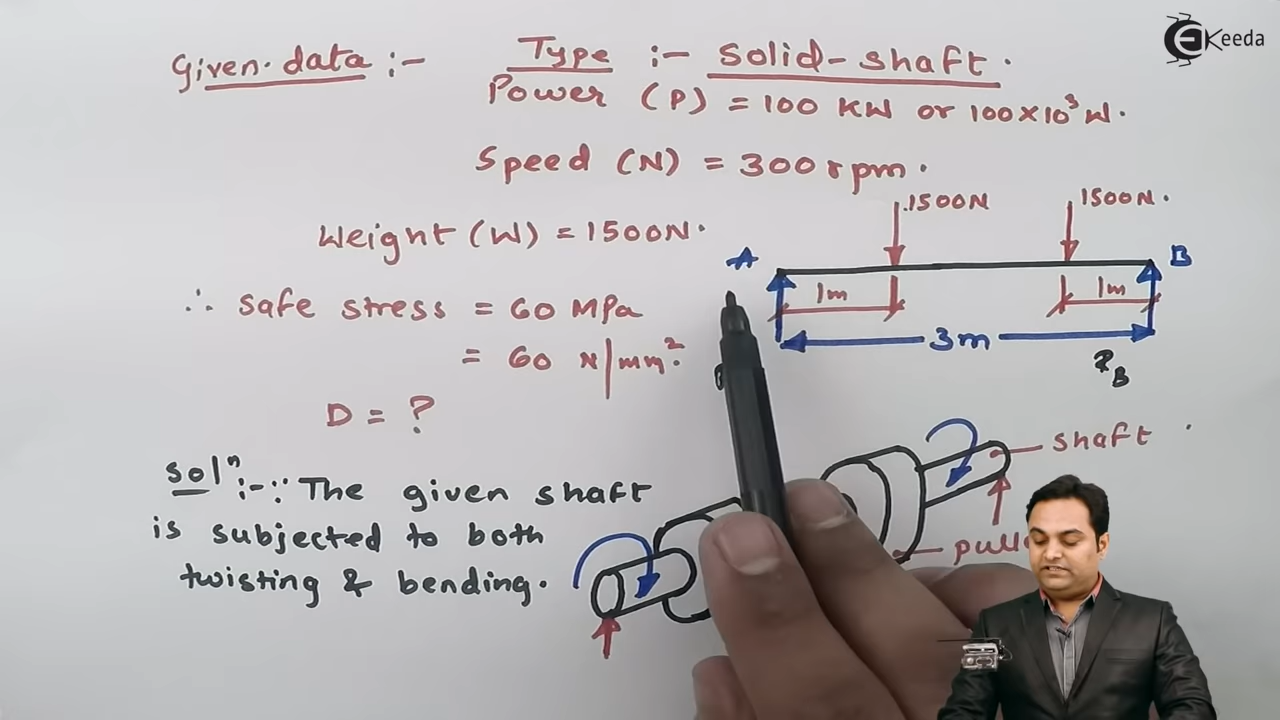 Given data :- Type :- Solid-shaft.
Power (P) = 100 KW or 100×10³ W.
Speed (N) = 300 rpm.
Weight (W) = 1500N.
1500N
1500N.
A
B
1m
1m
3m
R_B
∴ safe stress = 60 MPa
= 60 N/mm².
D = ?
shaft
solⁿ :- ∵ The given shaft
is subjected to both
twisting & bending.
EKeeda